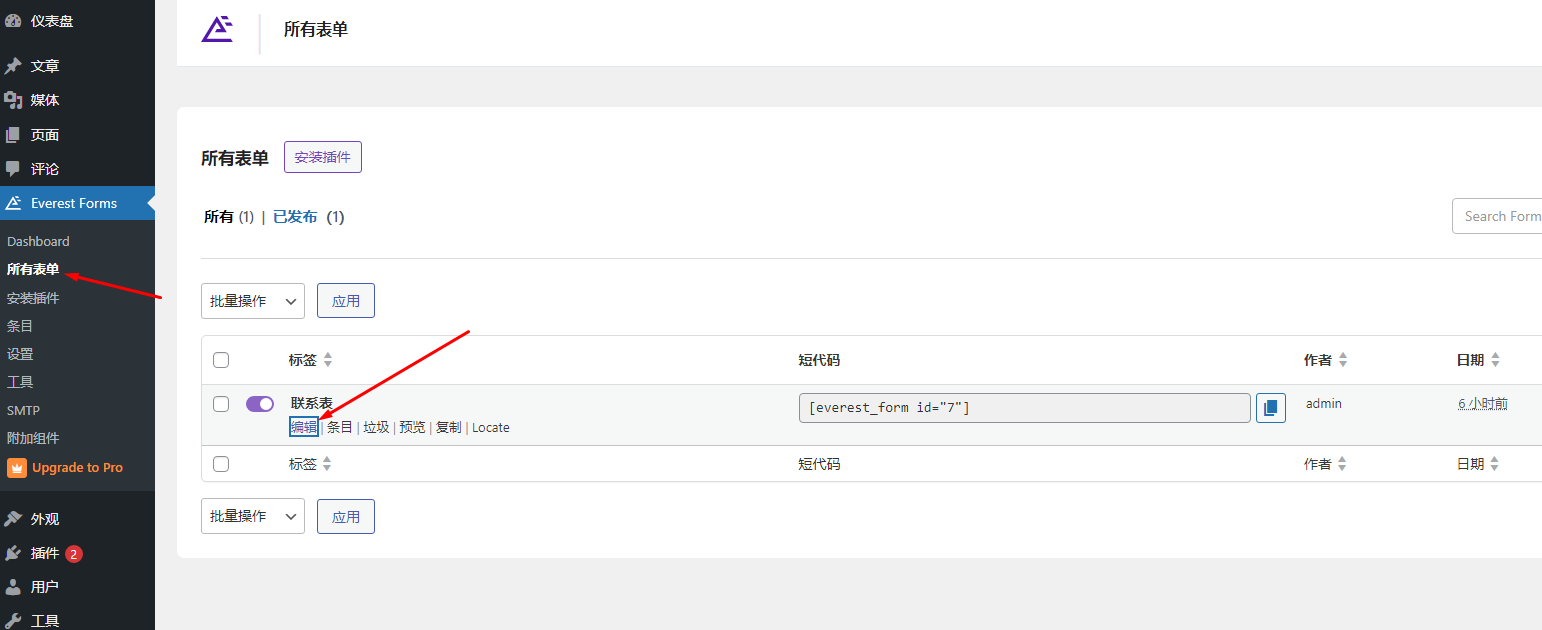 仪表盘
文章
媒体
页面
评论
Everest Forms
Dashboard
所有表单
安装插件
条目
设置
工具
SMTP
附加组件
Upgrade to Pro
外观
插件 2
用户
工具
所有表单
所有表单 安装插件
所有 (1) | 已发布 (1)
Search Form
批量操作 应用
标签 短代码 作者 日期
联系表 [everest_form id="7"] admin 6 小时前
编辑 | 条目 | 垃圾 | 预览 | 复制 | Locate
标签 短代码 作者 日期
批量操作 应用